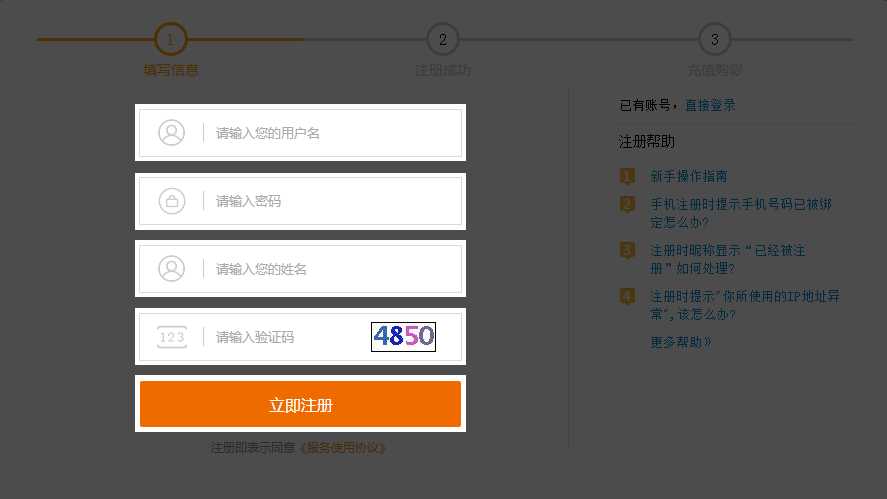 1
2
3
填写信息
注册成功
充值购彩
请输入您的用户名
请输入密码
请输入您的姓名
123
请输入验证码
4850
立即注册
注册即表示同意《服务使用协议》
已有账号，直接登录
注册帮助
1 新手操作指南
2 手机注册时提示手机号码已被绑
定怎么办?
3 注册时昵称显示“已经被注
册”如何处理?
4 注册时提示"你所使用的IP地址异
常",该怎么办?
更多帮助》